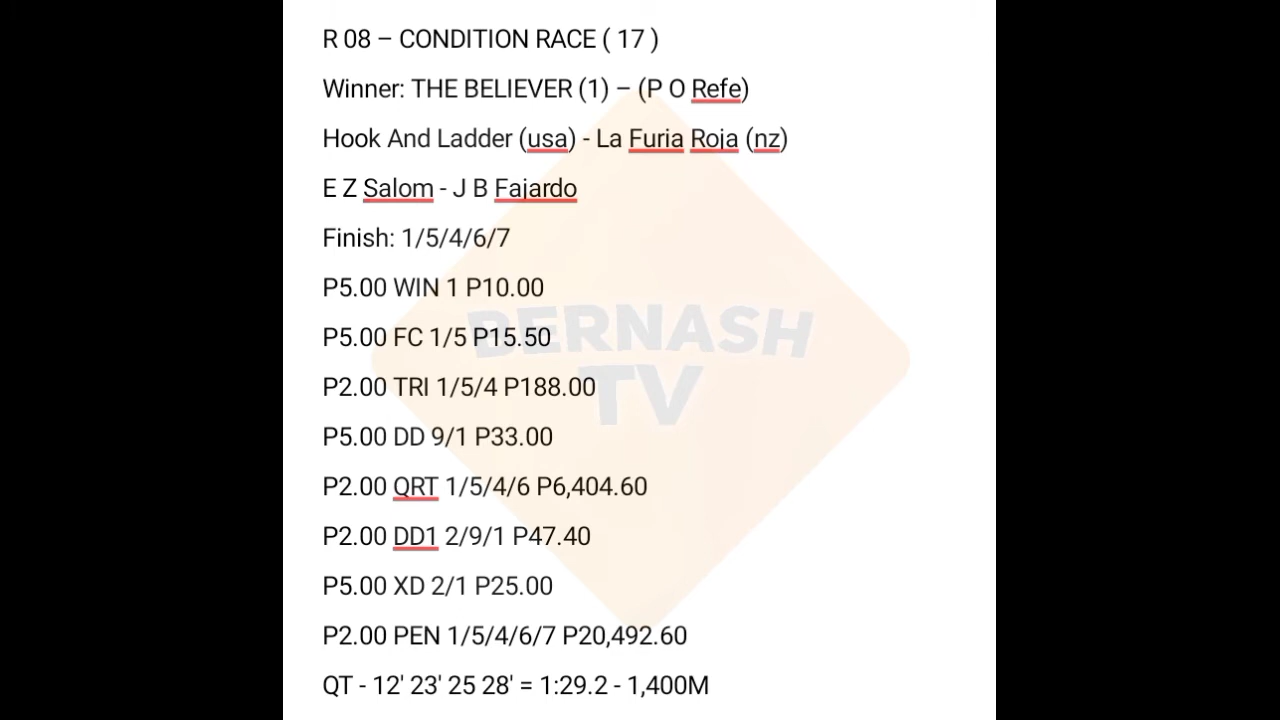 R 08 – CONDITION RACE ( 17 )
Winner: THE BELIEVER (1) – (P O Refe)
Hook And Ladder (usa) - La Furia Roja (nz)
E Z Salom - J B Fajardo
Finish: 1/5/4/6/7
P5.00 WIN 1 P10.00
P5.00 FC 1/5 P15.50
BERNASH
TV
P2.00 TRI 1/5/4 P188.00
P5.00 DD 9/1 P33.00
P2.00 QRT 1/5/4/6 P6,404.60
P2.00 DD1 2/9/1 P47.40
P5.00 XD 2/1 P25.00
P2.00 PEN 1/5/4/6/7 P20,492.60
QT - 12' 23' 25 28' = 1:29.2 - 1,400M